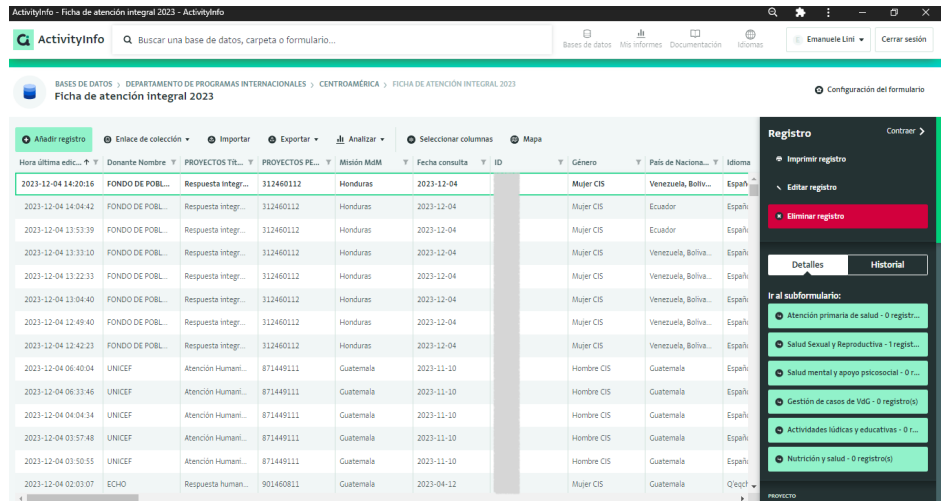 ActivityInfo - Ficha de atención integral 2023 - ActivityInfo
ActivityInfo
Buscar una base de datos, carpeta o formulario...
Bases de datos Mis informes Documentación Idiomas
Emanuele Lini
Cerrar sesión
BASES DE DATOS > DEPARTAMENTO DE PROGRAMAS INTERNACIONALES > CENTROAMÉRICA > FICHA DE ATENCIÓN INTEGRAL 2023
Ficha de atención integral 2023
Configuración del formulario
Añadir registro Enlace de colección Importar Exportar Analizar Seleccionar columnas Mapa
Hora última edic... Donante Nombre PROYECTOS Tít... PROYECTOS PE... Misión MdM Fecha consulta ID Género País de Naciona... Idioma
2023-12-04 14:20:16 FONDO DE POBL... Respuesta integr... 312460112 Honduras 2023-12-04 Mujer CIS Venezuela, Boliv... Españ
2023-12-04 14:04:42 FONDO DE POBL... Respuesta integr... 312460112 Honduras 2023-12-04 Mujer CIS Ecuador Españ
2023-12-04 13:53:39 FONDO DE POBL... Respuesta integr... 312460112 Honduras 2023-12-04 Mujer CIS Ecuador Españ
2023-12-04 13:33:10 FONDO DE POBL... Respuesta integr... 312460112 Honduras 2023-12-04 Mujer CIS Venezuela, Boliva... Españ
2023-12-04 13:22:33 FONDO DE POBL... Respuesta integr... 312460112 Honduras 2023-12-04 Mujer CIS Venezuela, Boliva... Españ
2023-12-04 13:04:40 FONDO DE POBL... Respuesta integr... 312460112 Honduras 2023-12-04 Mujer CIS Venezuela, Boliva... Españ
2023-12-04 12:49:40 FONDO DE POBL... Respuesta integr... 312460112 Honduras 2023-12-04 Mujer CIS Venezuela, Boliva... Españ
2023-12-04 12:42:23 FONDO DE POBL... Respuesta integr... 312460112 Honduras 2023-12-04 Mujer CIS Venezuela, Boliva... Españ
2023-12-04 06:40:04 UNICEF Atención Humani... 871449111 Guatemala 2023-11-10 Hombre CIS Guatemala Españ
2023-12-04 06:33:46 UNICEF Atención Humani... 871449111 Guatemala 2023-11-10 Hombre CIS Guatemala Españ
2023-12-04 04:04:34 UNICEF Atención Humani... 871449111 Guatemala 2023-11-10 Hombre CIS Guatemala Españ
2023-12-04 03:57:48 UNICEF Atención Humani... 871449111 Guatemala 2023-11-10 Hombre CIS Guatemala Españ
2023-12-04 03:50:55 UNICEF Atención Humani... 871449111 Guatemala 2023-11-10 Hombre CIS Guatemala Españ
2023-12-04 02:03:07 ECHO Respuesta human... 901460811 Guatemala 2023-04-12 Mujer CIS Guatemala Q'eqch
Registro
Contraer
Imprimir registro
Editar registro
Eliminar registro
Detalles Historial
Ir al subformulario:
Atención primaria de salud - 0 registr...
Salud Sexual y Reproductiva - 1 regist...
Salud mental y apoyo psicosocial - 0 r...
Gestión de casos de VdG - 0 registro(s)
Actividades lúdicas y educativas - 0 r...
Nutrición y salud - 0 registro(s)
PROYECTO